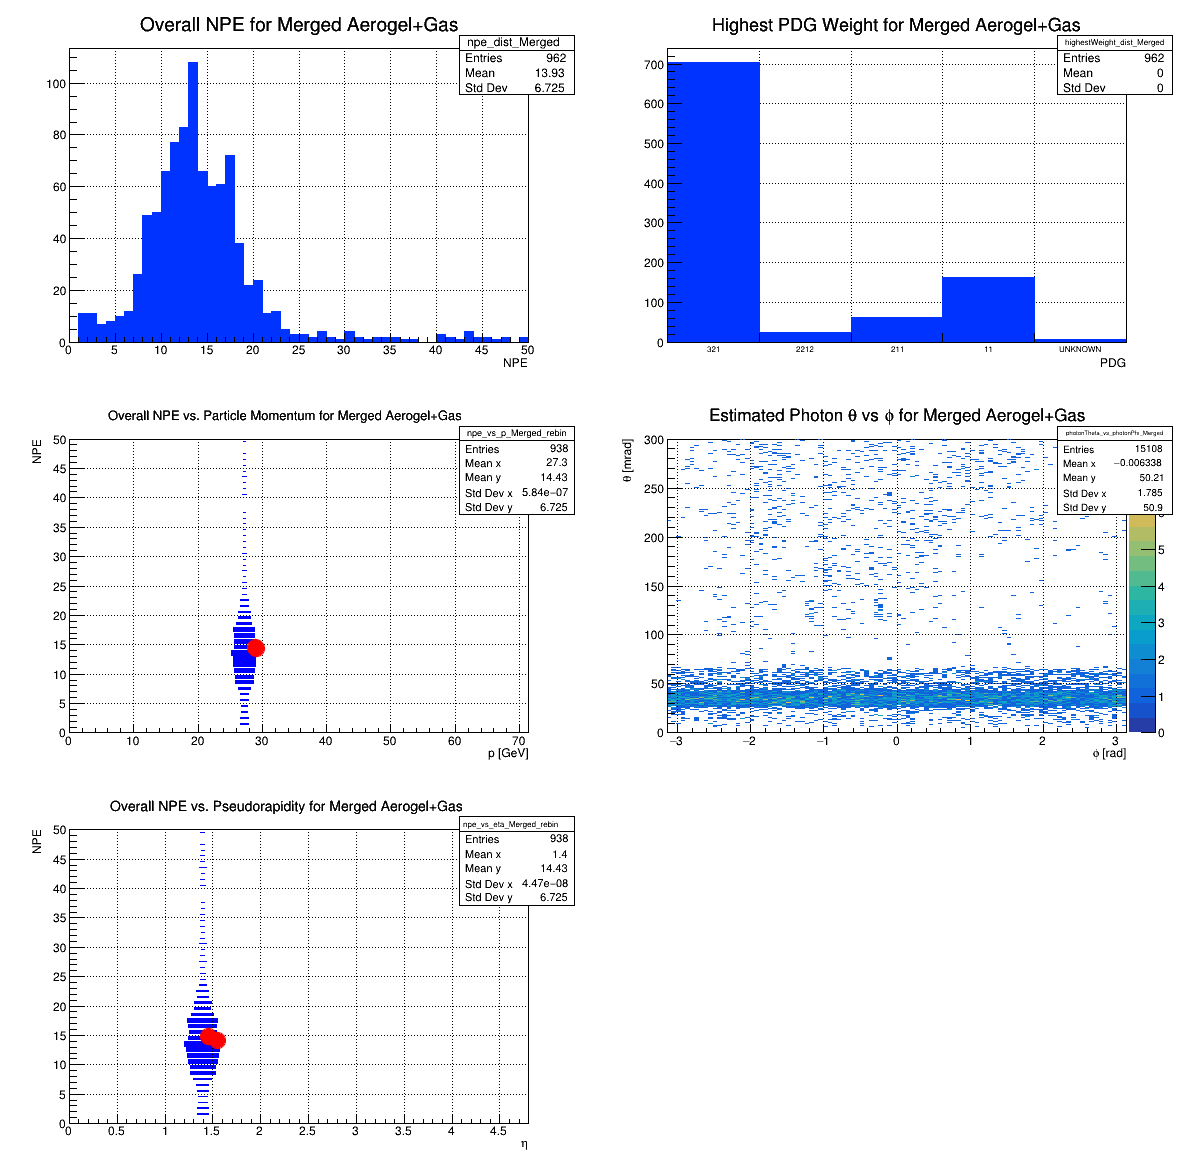 Overall NPE for Merged Aerogel+Gas
npe_dist_Merged
Entries 962
Mean 13.93
Std Dev 6.725
100
80
60
40
20
0
0 5 10 15 20 25 30 35 40 45 50
NPE
Highest PDG Weight for Merged Aerogel+Gas
highestWeight_dist_Merged
Entries 962
Mean 0
Std Dev 0
700
600
500
400
300
200
100
0
321 2212 211 11 UNKNOWN
PDG
Overall NPE vs. Particle Momentum for Merged Aerogel+Gas
npe_vs_p_Merged_rebin
Entries 938
Mean x 27.3
Mean y 14.43
Std Dev x 5.84e−07
Std Dev y 6.725
NPE
50
45
40
35
30
25
20
15
10
5
0
0 10 20 30 40 50 60 70
p [GeV]
Estimated Photon θ vs ϕ for Merged Aerogel+Gas
photonTheta_vs_photonPhi_Merged
Entries 15108
Mean x −0.006338
Mean y 50.21
Std Dev x 1.785
Std Dev y 50.9
θ [mrad]
300
250
200
150
100
50
0
−3 −2 −1 0 1 2 3
ϕ [rad]
5
4
3
2
1
0
Overall NPE vs. Pseudorapidity for Merged Aerogel+Gas
npe_vs_eta_Merged_rebin
Entries 938
Mean x 1.4
Mean y 14.43
Std Dev x 4.47e−08
Std Dev y 6.725
NPE
50
45
40
35
30
25
20
15
10
5
0
0 0.5 1 1.5 2 2.5 3 3.5 4 4.5
η